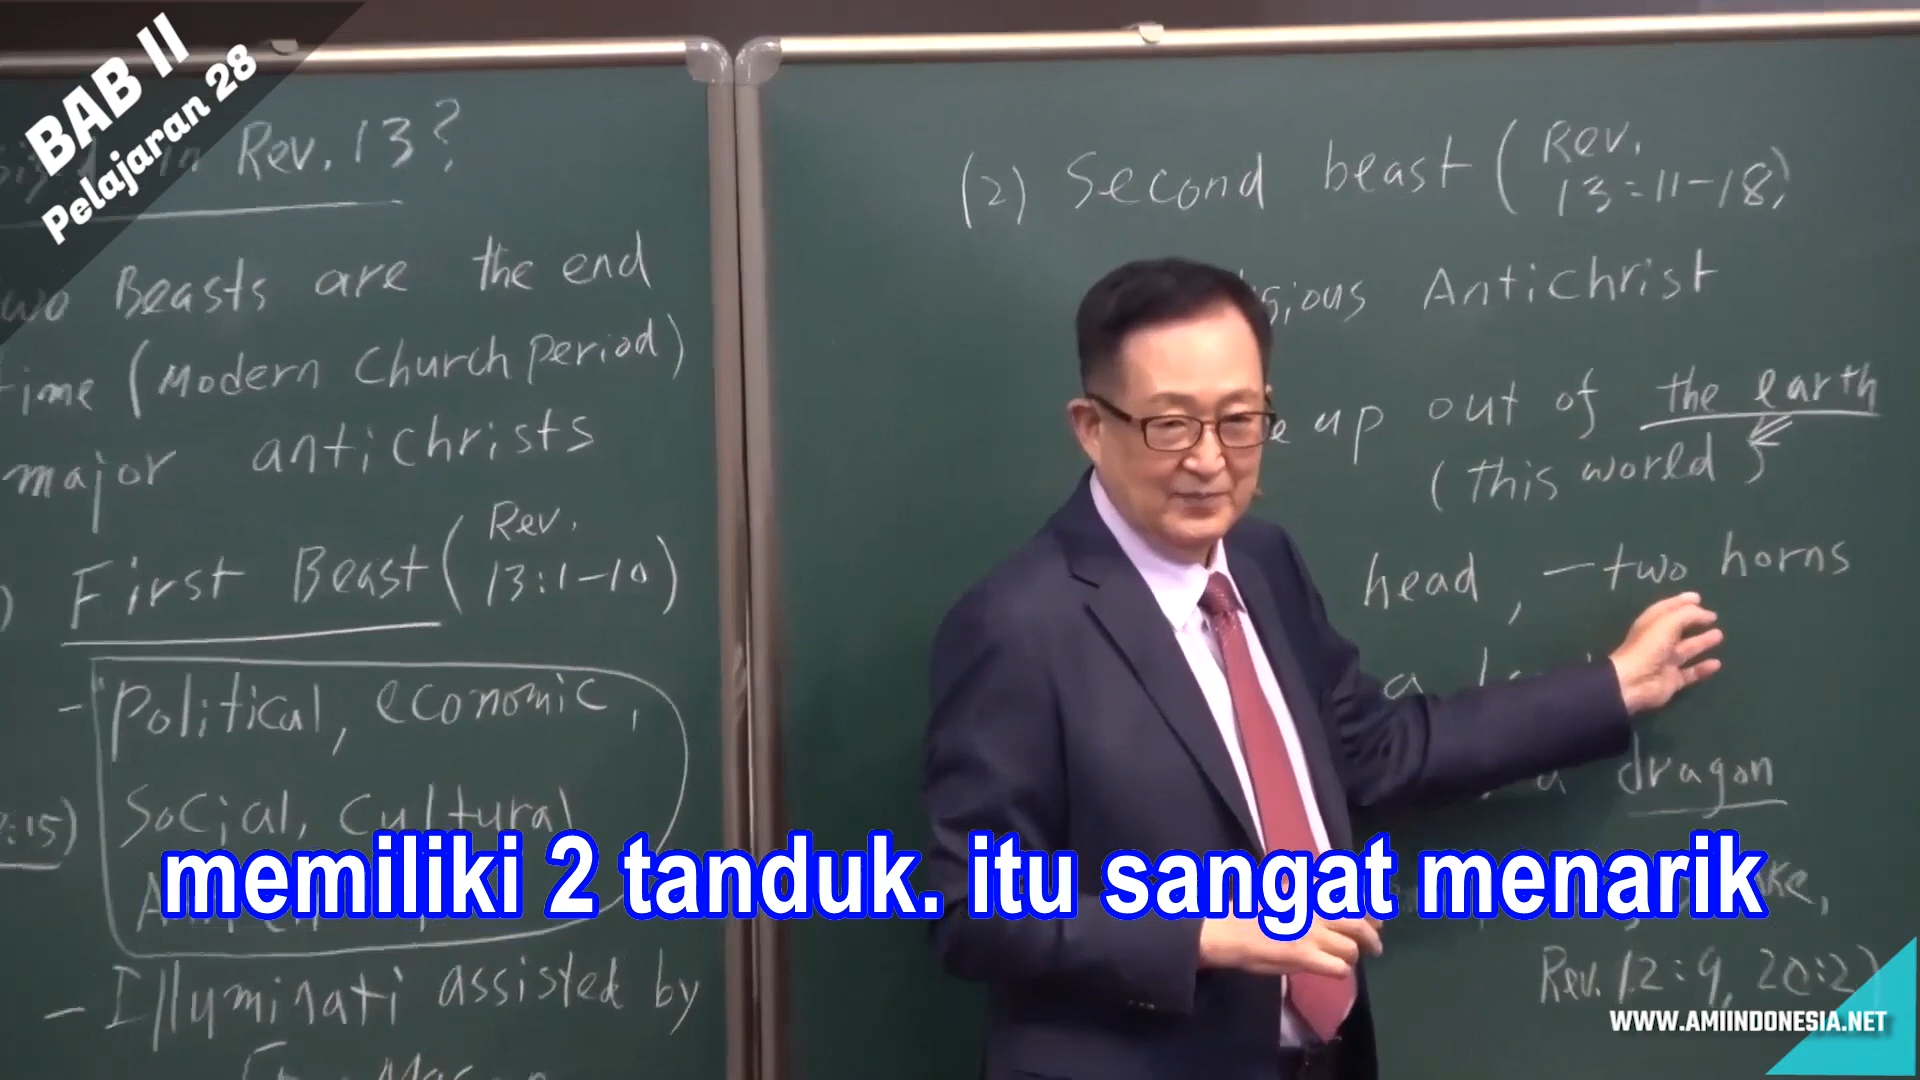 BAB II
Pelajaran 28
in Rev. 13?
Two Beasts are the end
time (Modern Church period)
major antichrists
First Beast (Rev. 13:1-10)
- Political, economic,
Social, Cultural
:15)
- Illuminati assisted by
(2) Second beast (Rev. 13:11-18)
Antichrist
up out of the earth
(this world)
head, - two horns
a
a dragon
Rev. 12:9, 20:2)
memiliki 2 tanduk. itu sangat menarik
WWW.AMIINDONESIA.NET